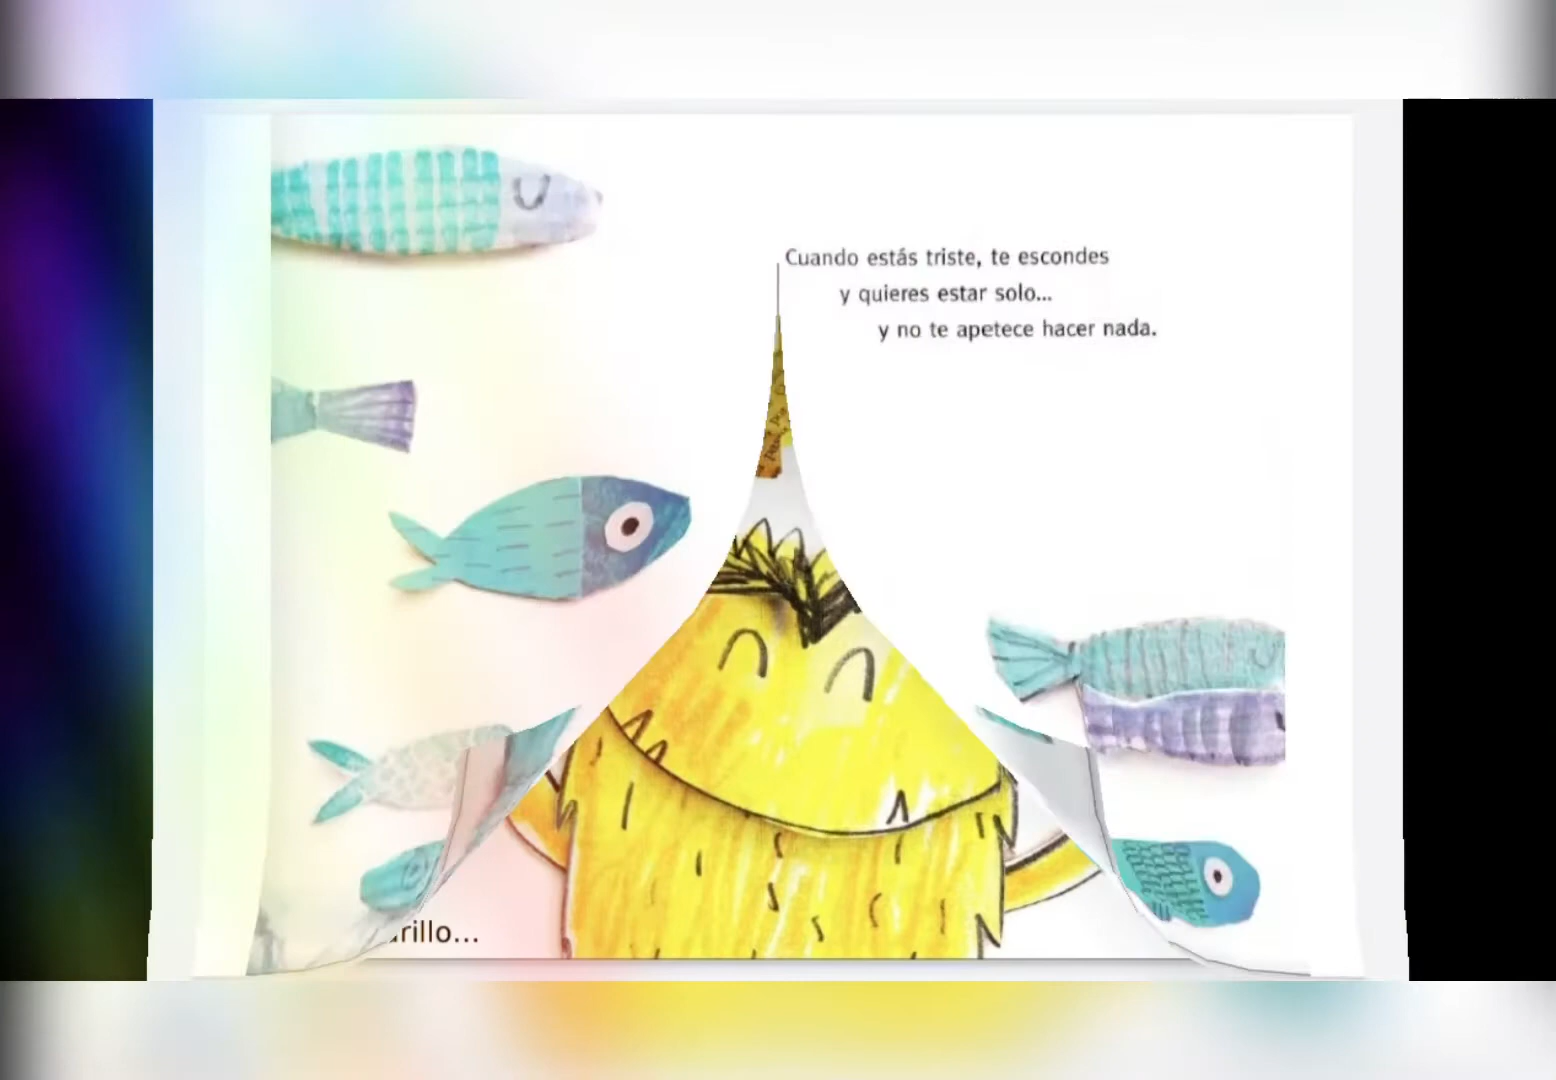 Cuando estás triste, te escondes
y quieres estar solo...
y no te apetece hacer nada.